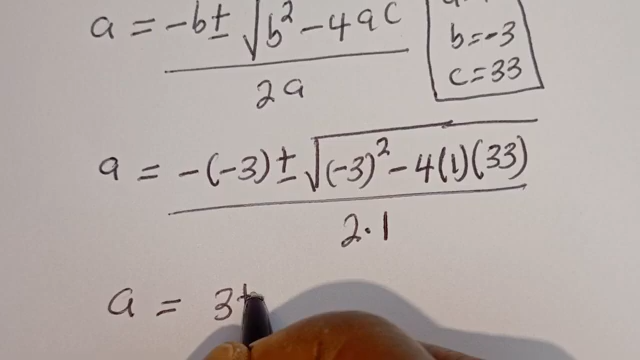 a = -b ± √b² - 4ac
2a
b = -3
c = 33
a = -(-3) ± √(-3)² - 4(1)(33)
2·1
a = 3